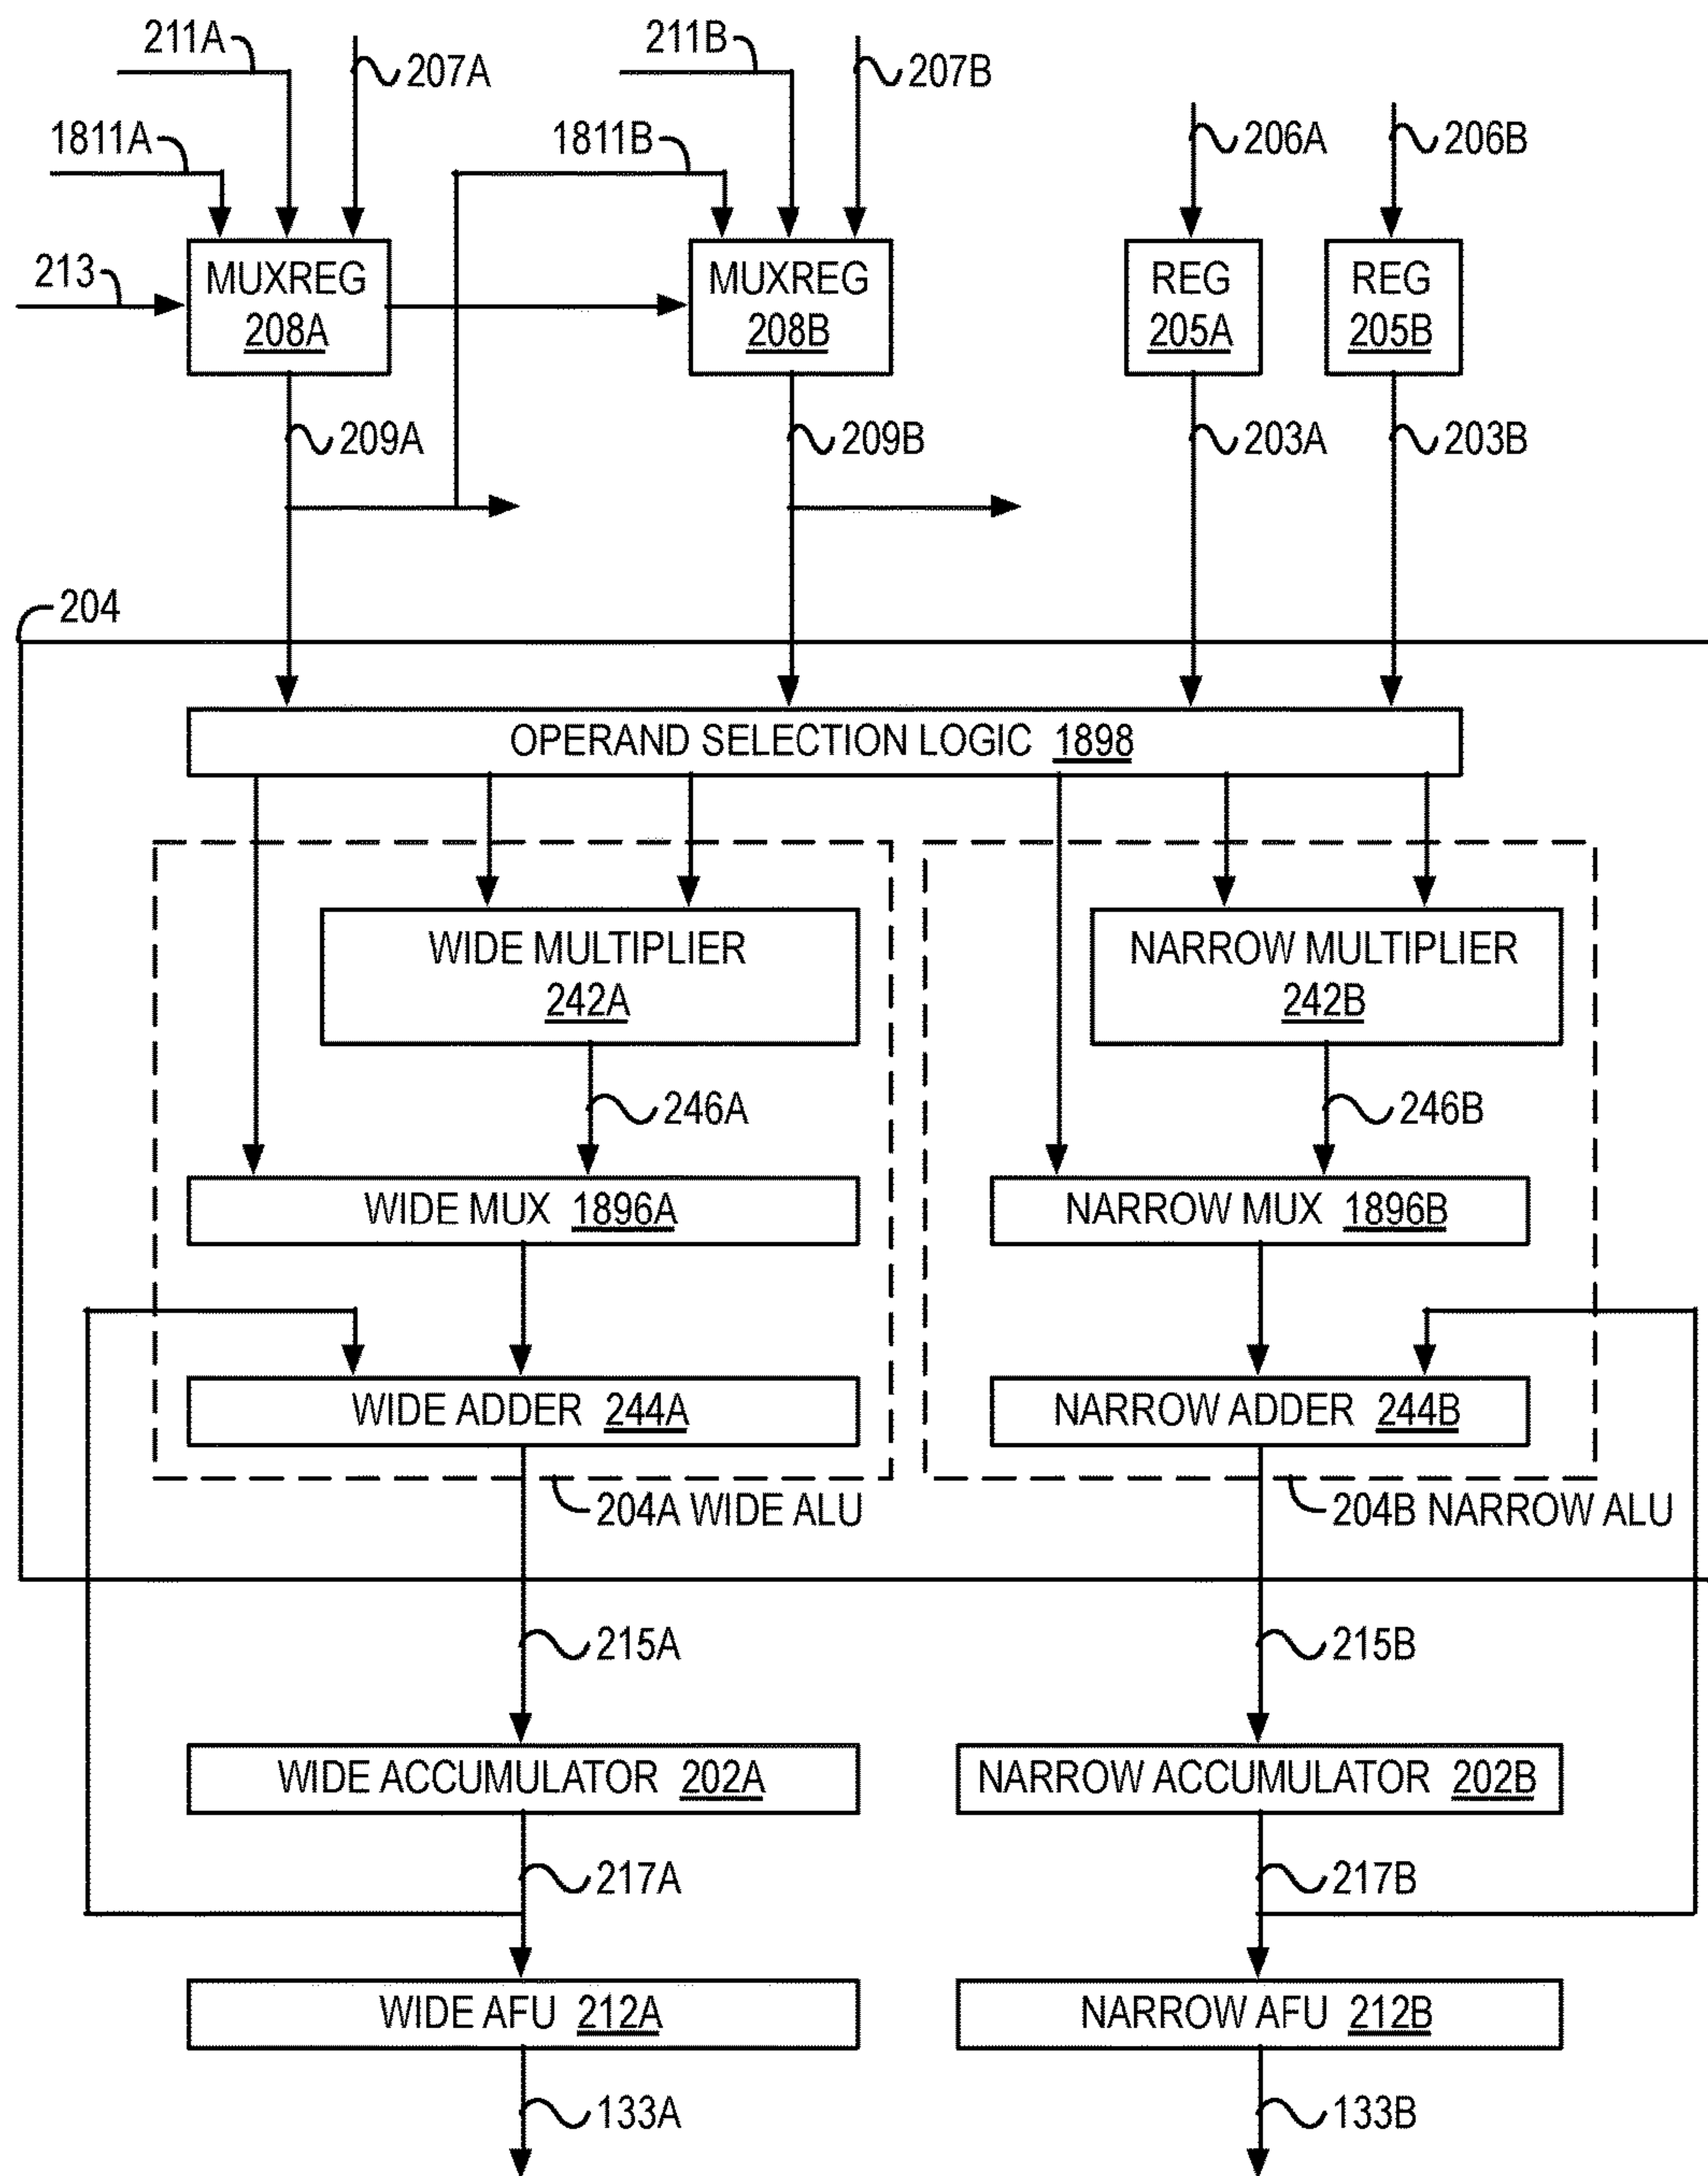 211A
207A
211B
207B
1811A
1811B
206A
206B
213
MUXREG
208A
MUXREG
208B
REG
205A
REG
205B
209A
209B
203A
203B
204
OPERAND SELECTION LOGIC 1898
WIDE MULTIPLIER
242A
NARROW MULTIPLIER
242B
246A
246B
WIDE MUX 1896A
NARROW MUX 1896B
WIDE ADDER 244A
NARROW ADDER 244B
204A WIDE ALU
204B NARROW ALU
215A
215B
WIDE ACCUMULATOR 202A
NARROW ACCUMULATOR 202B
217A
217B
WIDE AFU 212A
NARROW AFU 212B
133A
133B